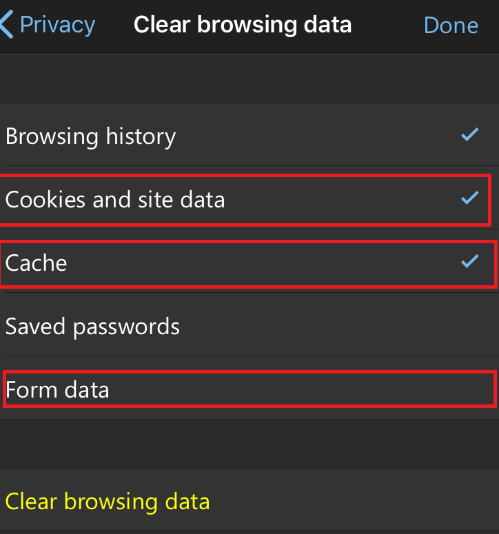 Privacy Clear browsing data Done
Browsing history
Cookies and site data
Cache
Saved passwords
Form data
Clear browsing data